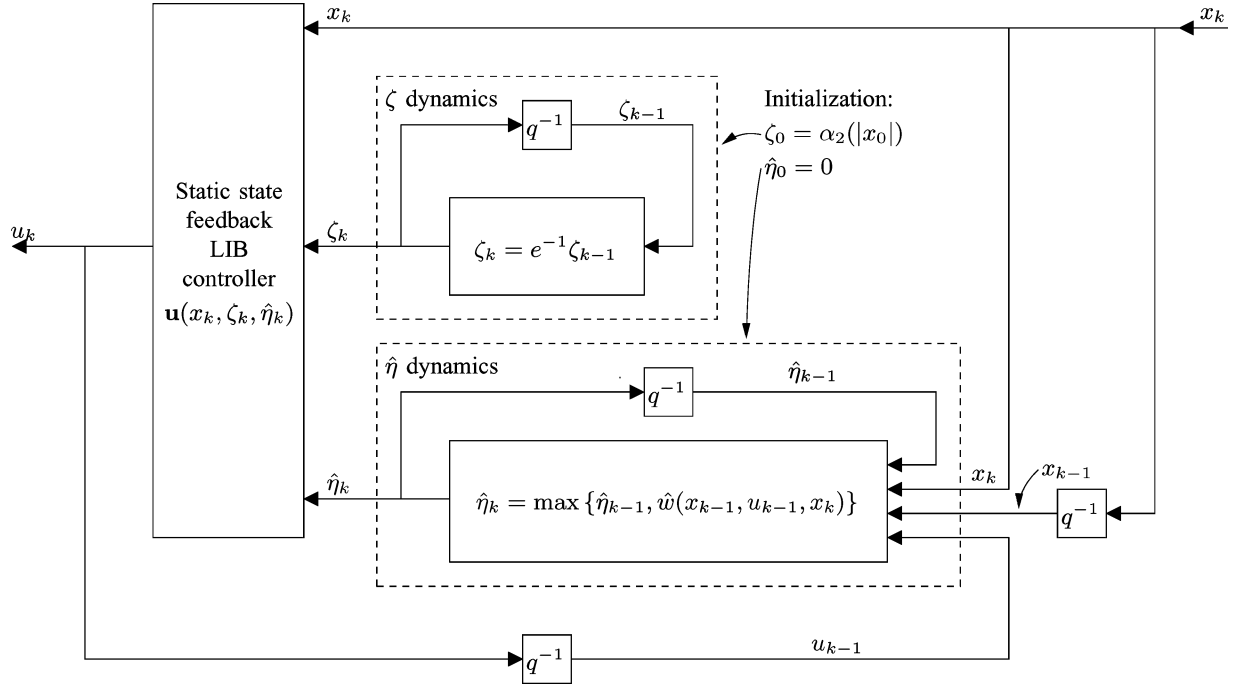 x_k
x_k
ζ dynamics
q^{-1}
ζ_{k-1}
Initialization:
ζ_0 = α_2(|x_0|)
η̂_0 = 0
Static state
feedback
LIB
controller
u(x_k, ζ_k, η̂_k)
u_k
ζ_k
ζ_k = e^{-1}ζ_{k-1}
η̂ dynamics
q^{-1}
η̂_{k-1}
η̂_k
η̂_k = max {η̂_{k-1}, ŵ(x_{k-1}, u_{k-1}, x_k)}
x_k
x_{k-1}
q^{-1}
q^{-1}
u_{k-1}